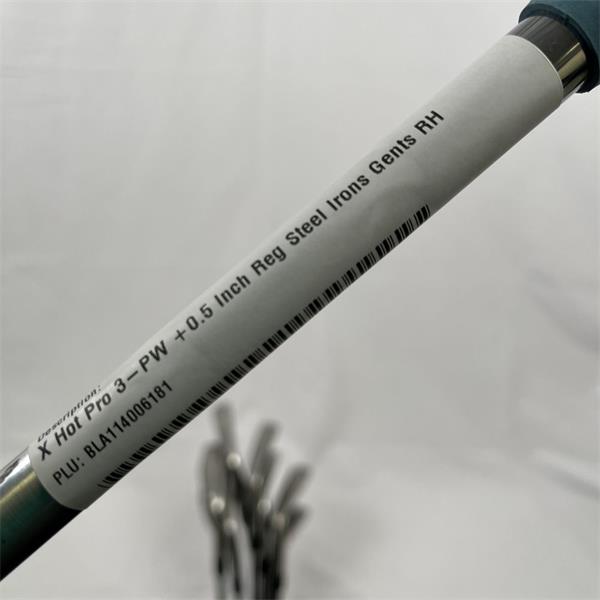 Description:
X Hot Pro 3-PW +0.5 Inch Reg Steel Irons Gents RH
PLU: BLA114006181